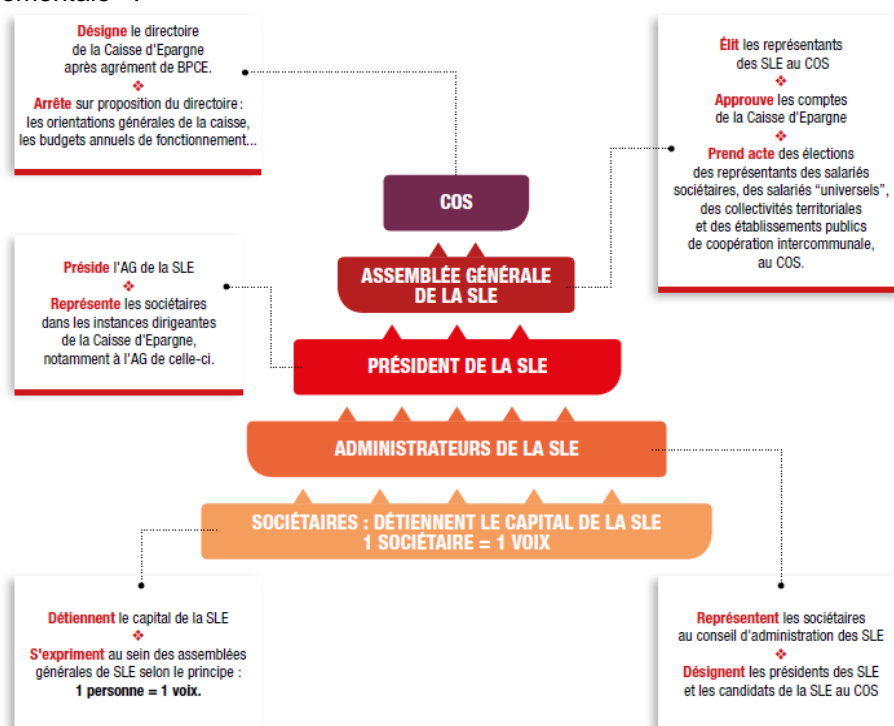 Désigne le directoire
de la Caisse d'Epargne
après agrément de BPCE.
❖
Arrête sur proposition du directoire :
les orientations générales de la caisse,
les budgets annuels de fonctionnement...
Élit les représentants
des SLE au COS
❖
Approuve les comptes
de la Caisse d'Epargne
❖
Prend acte des élections
des représentants des salariés
sociétaires, des salariés “universels”,
des collectivités territoriales
et des établissements publics
de coopération intercommunale,
au COS.
COS
ASSEMBLÉE GÉNÉRALE
DE LA SLE
Préside l'AG de la SLE
❖
Représente les sociétaires
dans les instances dirigeantes
de la Caisse d'Epargne,
notamment à l'AG de celle-ci.
PRÉSIDENT DE LA SLE
ADMINISTRATEURS DE LA SLE
SOCIÉTAIRES : DÉTIENNENT LE CAPITAL DE LA SLE
1 SOCIÉTAIRE = 1 VOIX
Détiennent le capital de la SLE
❖
S'expriment au sein des assemblées
générales de SLE selon le principe :
1 personne = 1 voix.
Représentent les sociétaires
au conseil d'administration des SLE
❖
Désignent les présidents des SLE
et les candidats de la SLE au COS